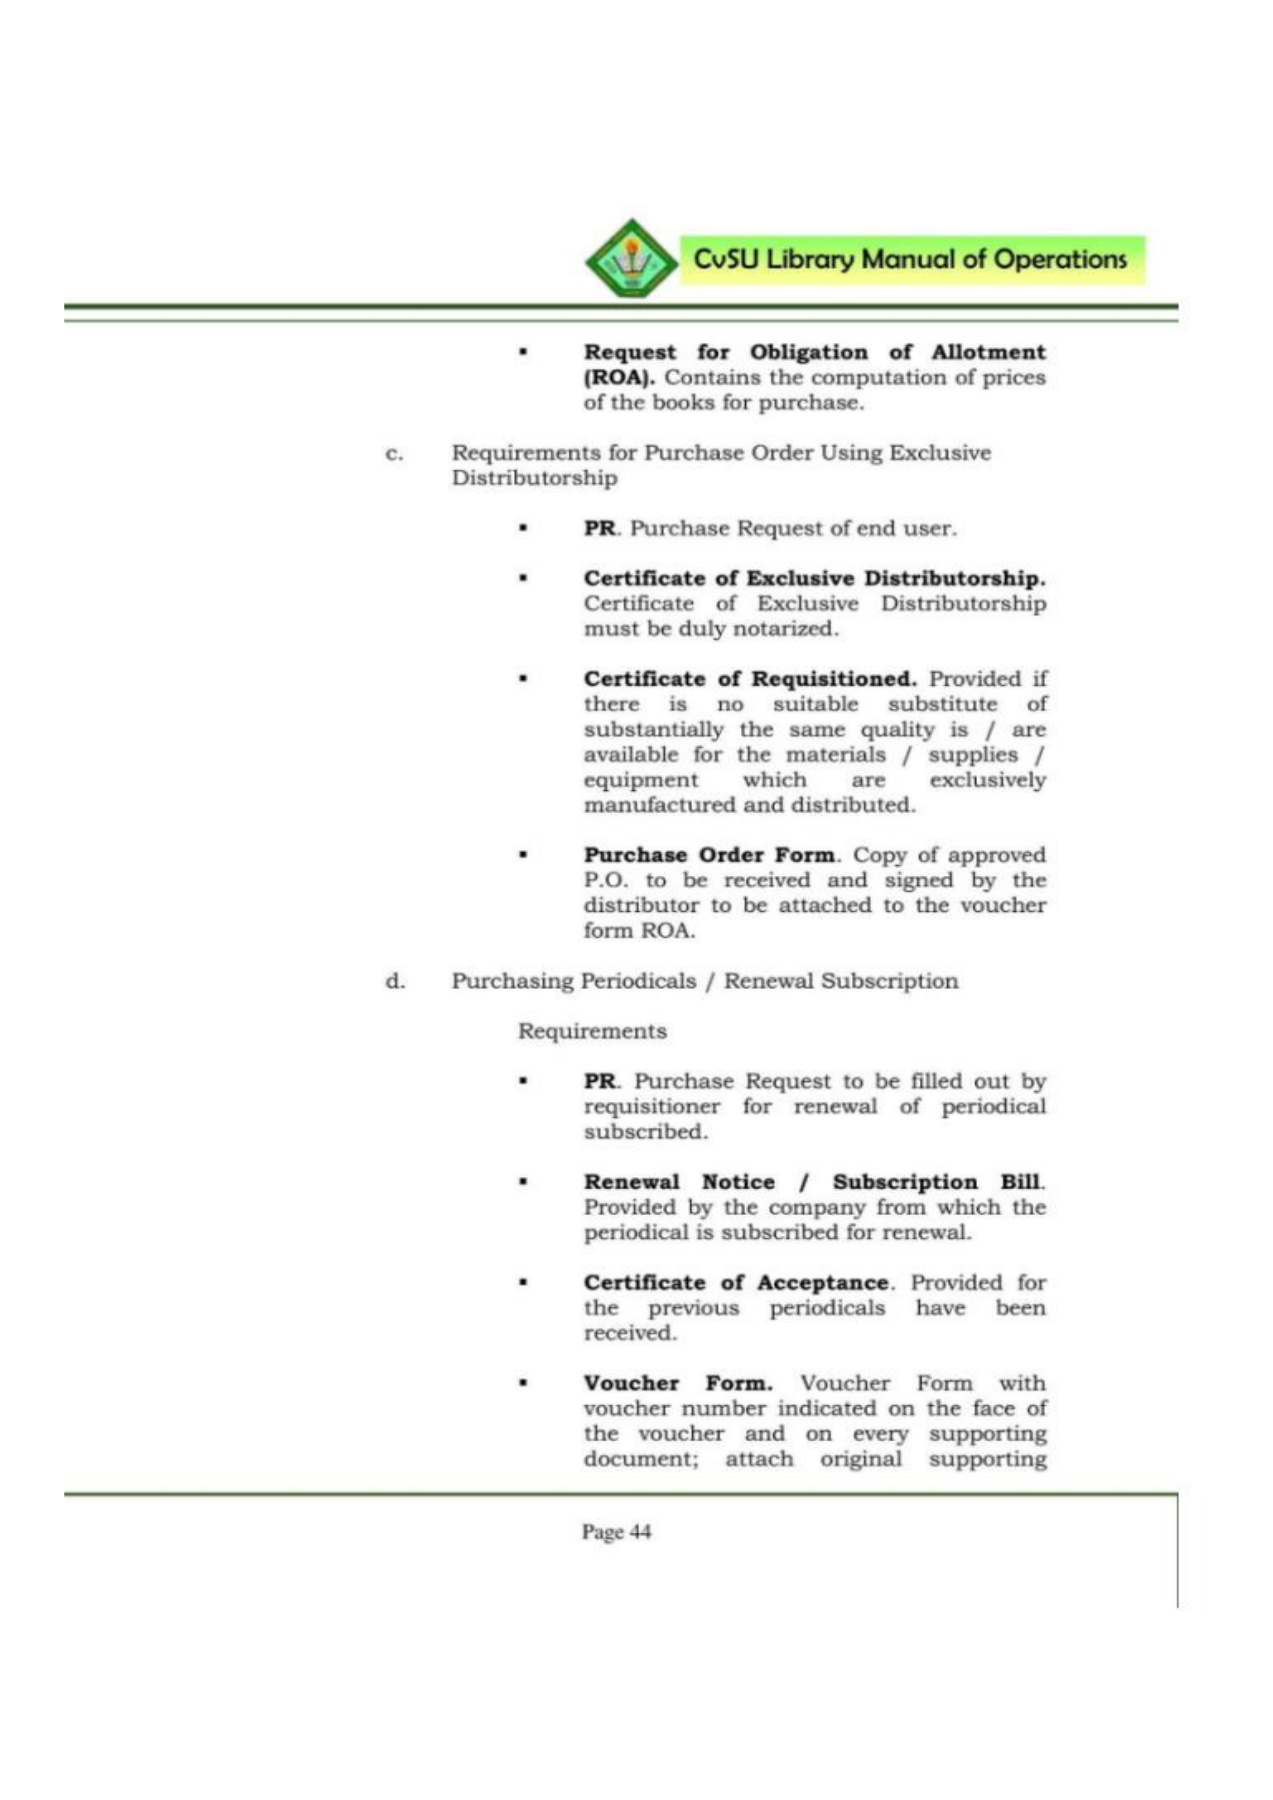 CvSU Library Manual of Operations
▪ Request for Obligation of Allotment
(ROA). Contains the computation of prices
of the books for purchase.
c. Requirements for Purchase Order Using Exclusive
Distributorship
▪ PR. Purchase Request of end user.
▪ Certificate of Exclusive Distributorship.
Certificate of Exclusive Distributorship
must be duly notarized.
▪ Certificate of Requisitioned. Provided if
there is no suitable substitute of
substantially the same quality is / are
available for the materials / supplies /
equipment which are exclusively
manufactured and distributed.
▪ Purchase Order Form. Copy of approved
P.O. to be received and signed by the
distributor to be attached to the voucher
form ROA.
d. Purchasing Periodicals / Renewal Subscription
Requirements
▪ PR. Purchase Request to be filled out by
requisitioner for renewal of periodical
subscribed.
▪ Renewal Notice / Subscription Bill.
Provided by the company from which the
periodical is subscribed for renewal.
▪ Certificate of Acceptance. Provided for
the previous periodicals have been
received.
▪ Voucher Form. Voucher Form with
voucher number indicated on the face of
the voucher and on every supporting
document; attach original supporting
Page 44